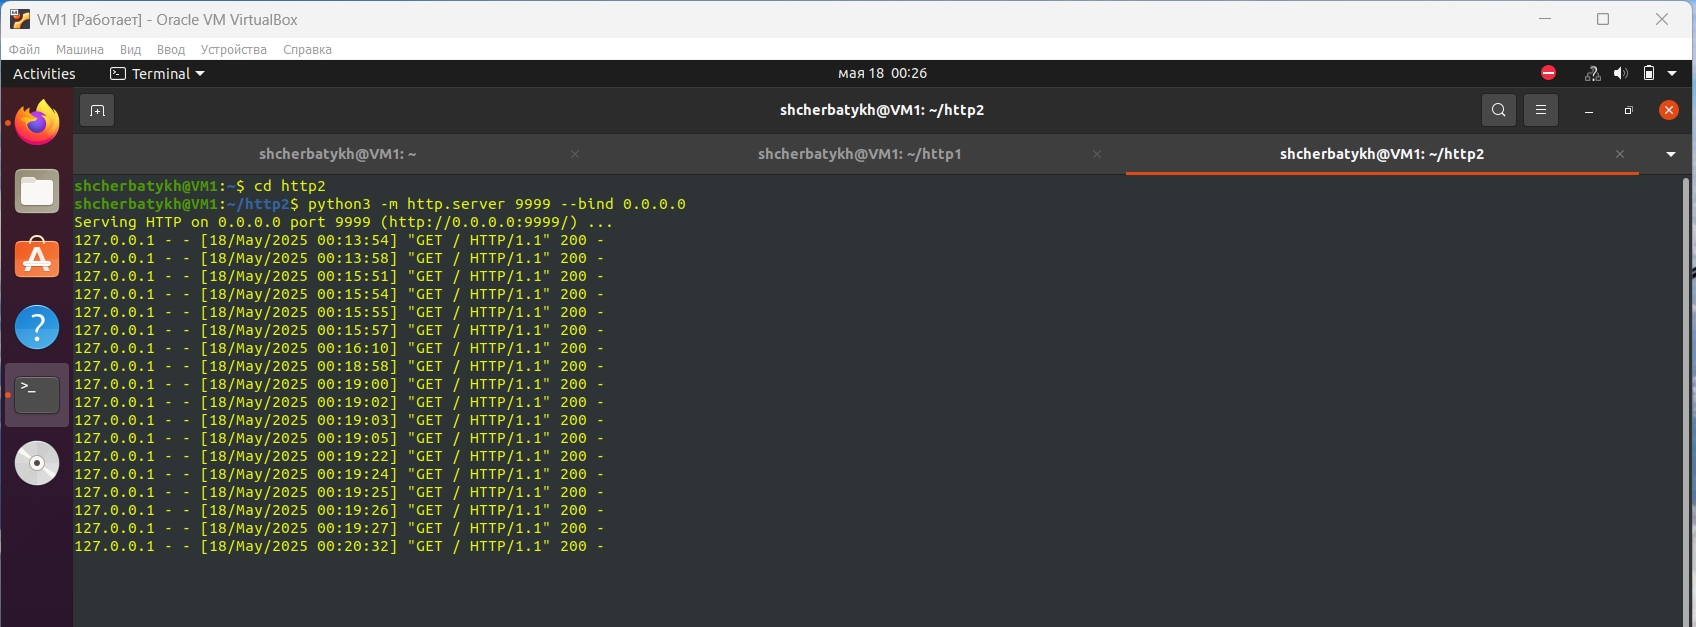 VM1 [Работает] - Oracle VM VirtualBox
Файл Машина Вид Ввод Устройства Справка
Activities Terminal мая 18 00:26
shcherbatykh@VM1: ~/http2
shcherbatykh@VM1: ~ shcherbatykh@VM1: ~/http1 shcherbatykh@VM1: ~/http2
shcherbatykh@VM1:~$ cd http2
shcherbatykh@VM1:~/http2$ python3 -m http.server 9999 --bind 0.0.0.0
Serving HTTP on 0.0.0.0 port 9999 (http://0.0.0.0:9999/) ...
127.0.0.1 - - [18/May/2025 00:13:54] "GET / HTTP/1.1" 200 -
127.0.0.1 - - [18/May/2025 00:13:58] "GET / HTTP/1.1" 200 -
127.0.0.1 - - [18/May/2025 00:15:51] "GET / HTTP/1.1" 200 -
127.0.0.1 - - [18/May/2025 00:15:54] "GET / HTTP/1.1" 200 -
127.0.0.1 - - [18/May/2025 00:15:55] "GET / HTTP/1.1" 200 -
127.0.0.1 - - [18/May/2025 00:15:57] "GET / HTTP/1.1" 200 -
127.0.0.1 - - [18/May/2025 00:16:10] "GET / HTTP/1.1" 200 -
127.0.0.1 - - [18/May/2025 00:18:58] "GET / HTTP/1.1" 200 -
127.0.0.1 - - [18/May/2025 00:19:00] "GET / HTTP/1.1" 200 -
127.0.0.1 - - [18/May/2025 00:19:02] "GET / HTTP/1.1" 200 -
127.0.0.1 - - [18/May/2025 00:19:03] "GET / HTTP/1.1" 200 -
127.0.0.1 - - [18/May/2025 00:19:05] "GET / HTTP/1.1" 200 -
127.0.0.1 - - [18/May/2025 00:19:22] "GET / HTTP/1.1" 200 -
127.0.0.1 - - [18/May/2025 00:19:24] "GET / HTTP/1.1" 200 -
127.0.0.1 - - [18/May/2025 00:19:25] "GET / HTTP/1.1" 200 -
127.0.0.1 - - [18/May/2025 00:19:26] "GET / HTTP/1.1" 200 -
127.0.0.1 - - [18/May/2025 00:19:27] "GET / HTTP/1.1" 200 -
127.0.0.1 - - [18/May/2025 00:20:32] "GET / HTTP/1.1" 200 -